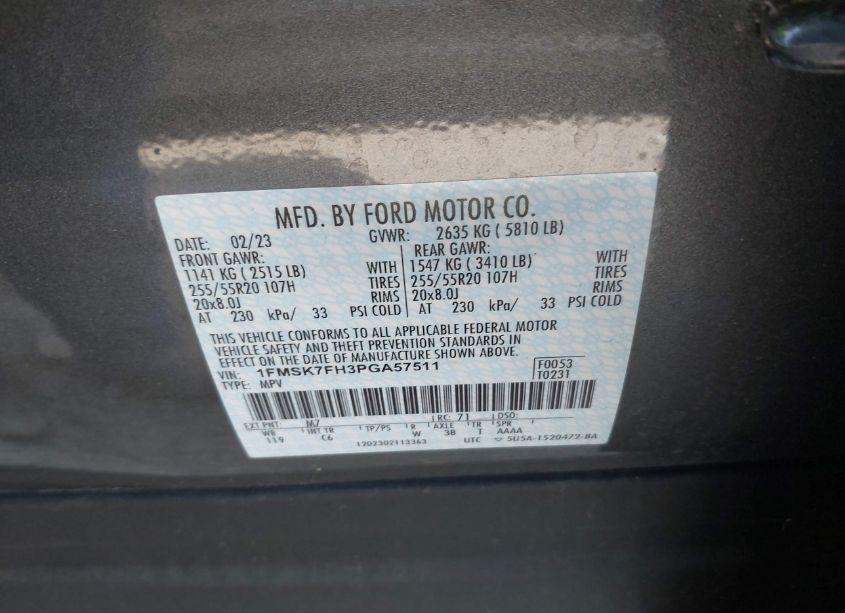 MFD. BY FORD MOTOR CO.
DATE: 02/23 GVWR: 2635 KG ( 5810 LB)
FRONT GAWR: REAR GAWR:
1141 KG ( 2515 LB) WITH 1547 KG ( 3410 LB) WITH
255/55R20 107H TIRES 255/55R20 107H TIRES
20x8.0J RIMS 20x8.0J RIMS
AT 230 kPa/ 33 PSI COLD AT 230 kPa/ 33 PSI COLD
THIS VEHICLE CONFORMS TO ALL APPLICABLE FEDERAL MOTOR
VEHICLE SAFETY AND THEFT PREVENTION STANDARDS IN
EFFECT ON THE DATE OF MANUFACTURE SHOWN ABOVE.
VIN: 1FMSK7FH3PGA57511 F0053
TYPE: MPV T0231
EXT PNT: M7 RC: 71 DSO:
WB INT TR TP/PS R AXLE TR SPR
119 C6 W 3B T AAAA
1202302113363 UTC 5U5A-1520472-BA